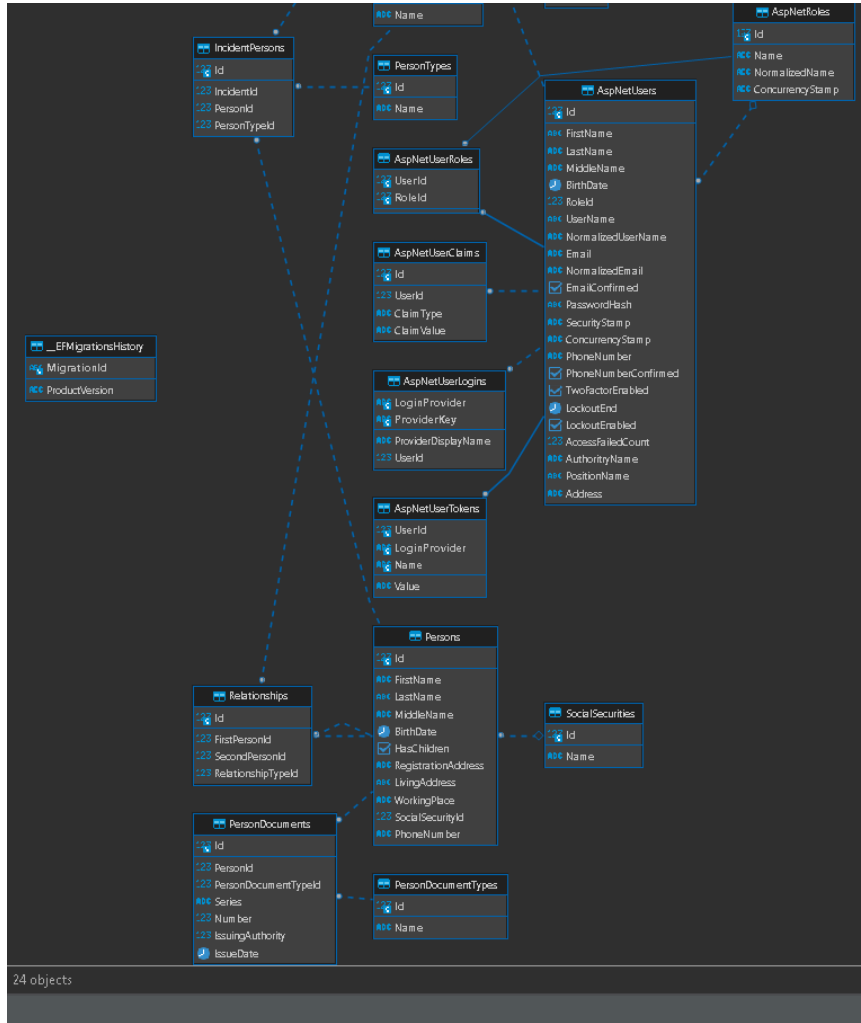 Name
IncidentPersons
Id
IncidentId
PersonId
PersonTypeId
PersonTypes
Id
Name
AspNetRoles
Id
Name
NormalizedName
ConcurrencyStamp
AspNetUsers
Id
FirstName
LastName
MiddleName
BirthDate
RoleId
UserName
NormalizedUserName
Email
NormalizedEmail
EmailConfirmed
PasswordHash
SecurityStamp
ConcurrencyStamp
PhoneNumber
PhoneNumberConfirmed
TwoFactorEnabled
LockoutEnd
LockoutEnabled
AccessFailedCount
AuthoritryName
PositionName
Address
AspNetUserRoles
UserId
RoleId
AspNetUserClaims
Id
UserId
ClaimType
ClaimValue
__EFMigrationsHistory
MigrationId
ProductVersion
AspNetUserLogins
LoginProvider
ProviderKey
ProviderDisplayName
UserId
AspNetUserTokens
UserId
LoginProvider
Name
Value
Persons
Id
FirstName
LastName
MiddleName
BirthDate
HasChildren
RegistrationAddress
LivingAddress
WorkingPlace
SocialSecurityId
PhoneNumber
Relationships
Id
FirstPersonId
SecondPersonId
RelationshipTypeId
SocialSecurities
Id
Name
PersonDocuments
Id
PersonId
PersonDocumentTypeId
Series
Number
IssuingAuthority
IssueDate
PersonDocumentTypes
Id
Name
24 objects